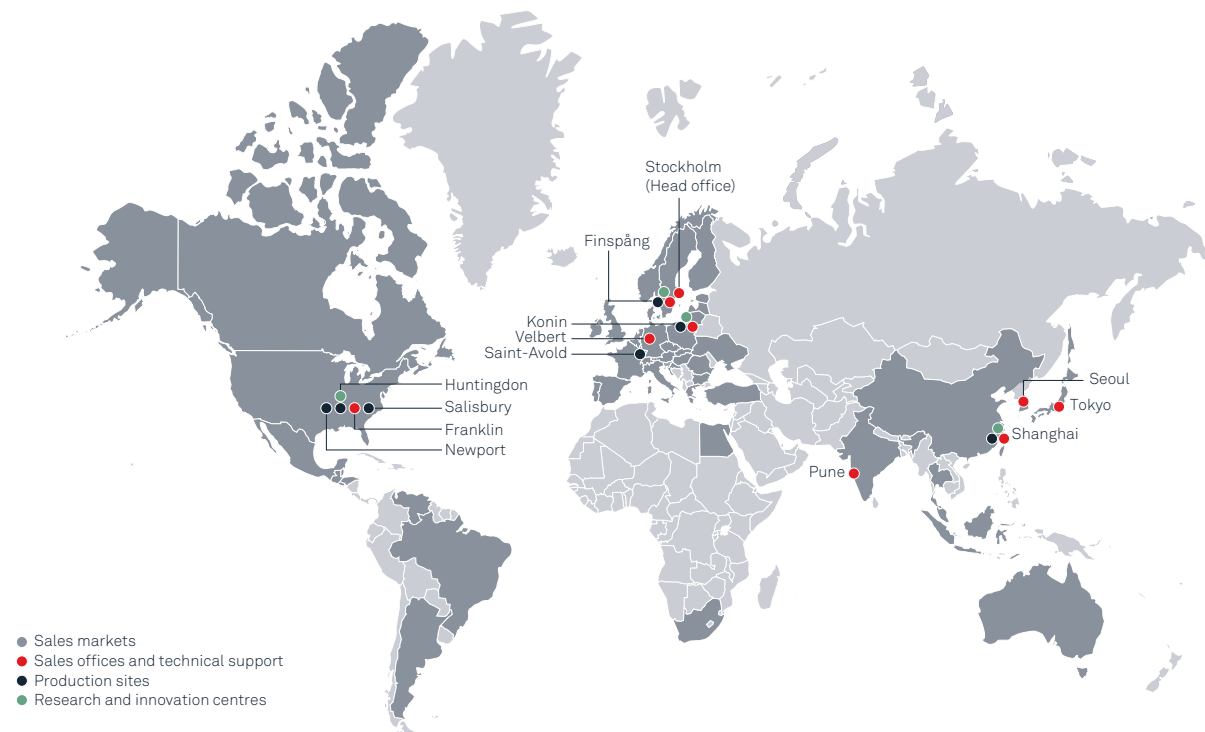 Stockholm
(Head office)
Finspång
Konin
Velbert
Saint-Avold
Huntingdon
Salisbury
Franklin
Newport
Seoul
Tokyo
Shanghai
Pune
Sales markets
Sales offices and technical support
Production sites
Research and innovation centres